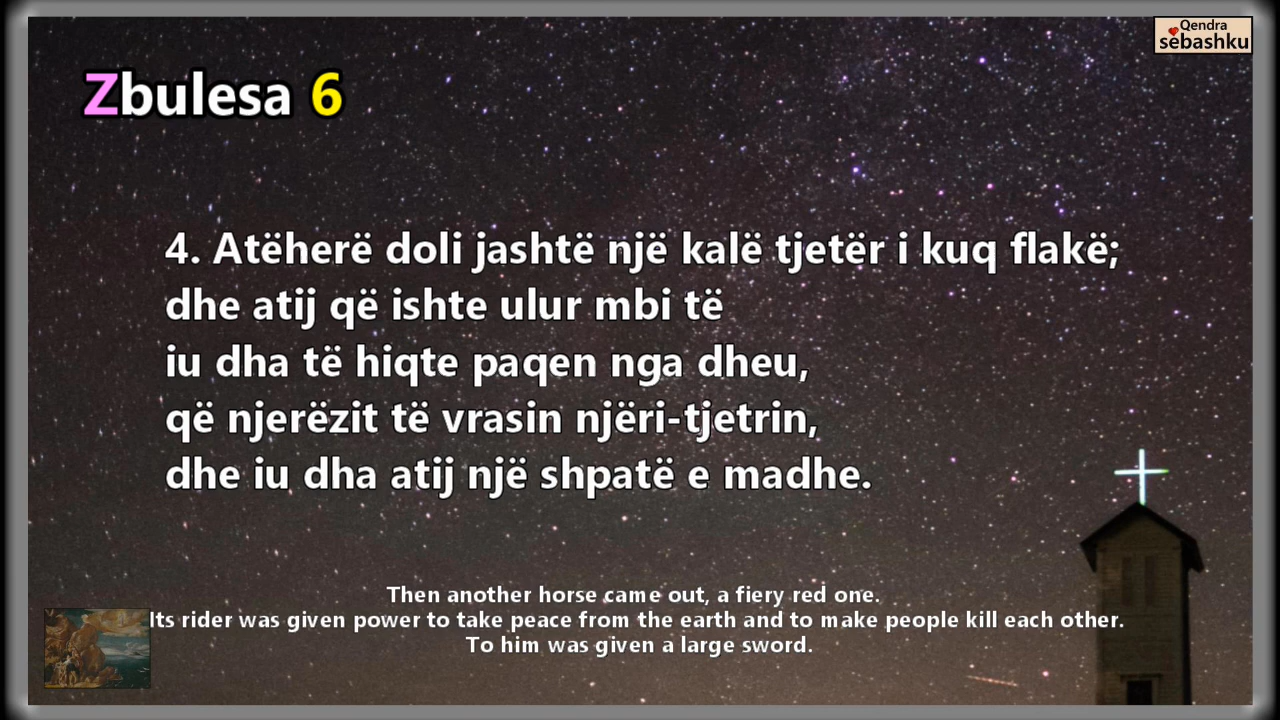 Qendra
sëbashku
Zbulesa 6
4. Atëherë doli jashtë një kalë tjetër i kuq flakë;
dhe atij që ishte ulur mbi të
iu dha të hiqte paqen nga dheu,
që njerëzit të vrasin njëri-tjetrin,
dhe iu dha atij një shpatë e madhe.
Then another horse came out, a fiery red one.
Its rider was given power to take peace from the earth and to make people kill each other.
To him was given a large sword.